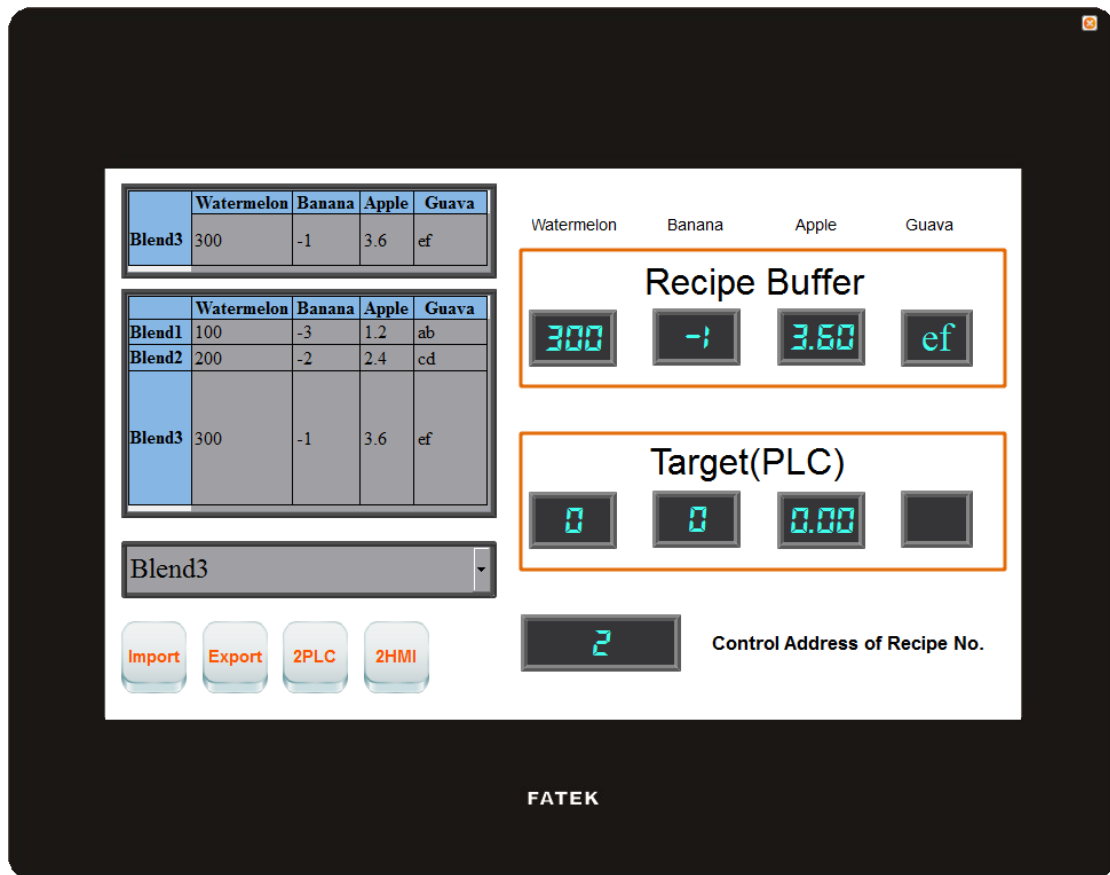 Watermelon Banana Apple Guava
Blend3 300 -1 3.6 ef
Watermelon Banana Apple Guava
Blend1 100 -3 1.2 ab
Blend2 200 -2 2.4 cd
Blend3 300 -1 3.6 ef
Blend3
Import Export 2PLC 2HMI
Watermelon Banana Apple Guava
Recipe Buffer
300 -1 3.60 ef
Target(PLC)
0 0 0.00
2 Control Address of Recipe No.
FATEK